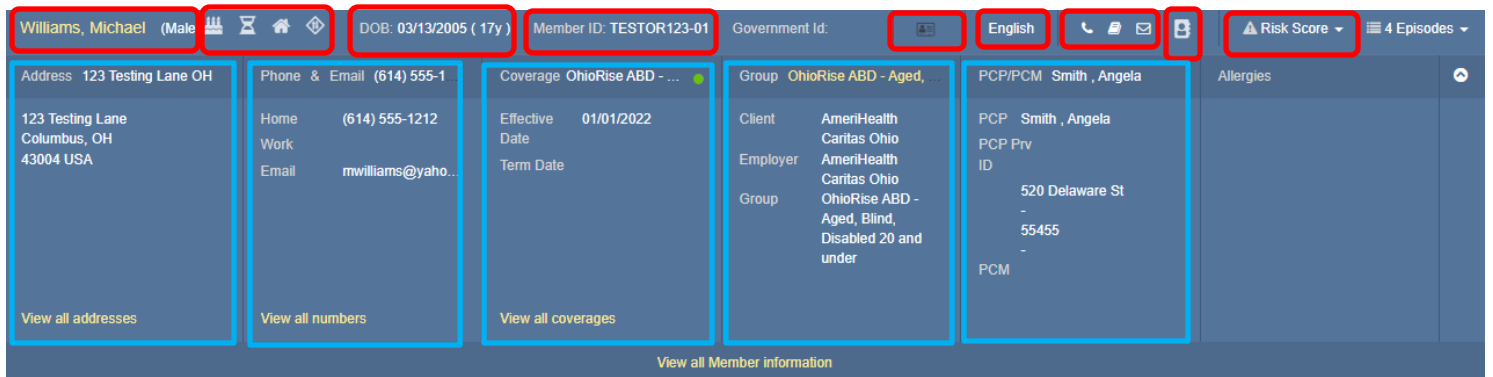 Williams, Michael (Male DOB: 03/13/2005 ( 17y ) Member ID: TESTOR123-01 Government Id: English Risk Score 4 Episodes
Address 123 Testing Lane OH
123 Testing Lane
Columbus, OH
43004 USA
View all addresses
Phone & Email (614) 555-1...
Home (614) 555-1212
Work
Email mwilliams@yaho...
View all numbers
Coverage OhioRise ABD - ...
Effective Date 01/01/2022
Term Date
View all coverages
Group OhioRise ABD - Aged, ...
Client AmeriHealth
Caritas Ohio
Employer AmeriHealth
Caritas Ohio
Group OhioRise ABD -
Aged, Blind,
Disabled 20 and
under
PCP/PCM Smith , Angela
PCP Smith , Angela
PCP Prv
ID
520 Delaware St
-
55455
-
PCM
Allergies
View all Member information